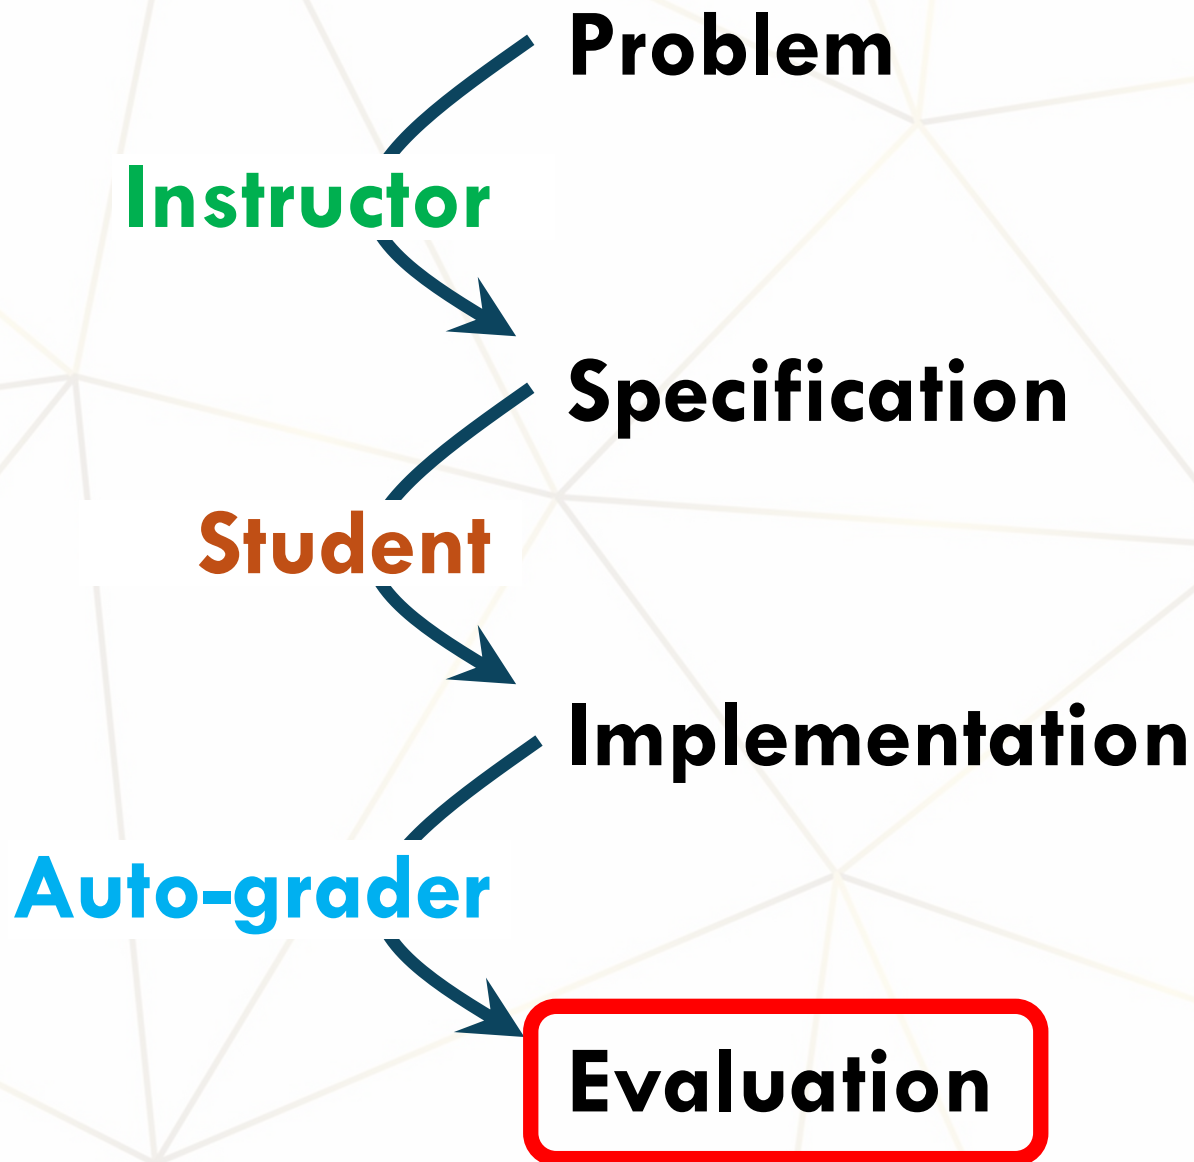 Problem
Instructor
Specification
Student
Implementation
Auto-grader
Evaluation